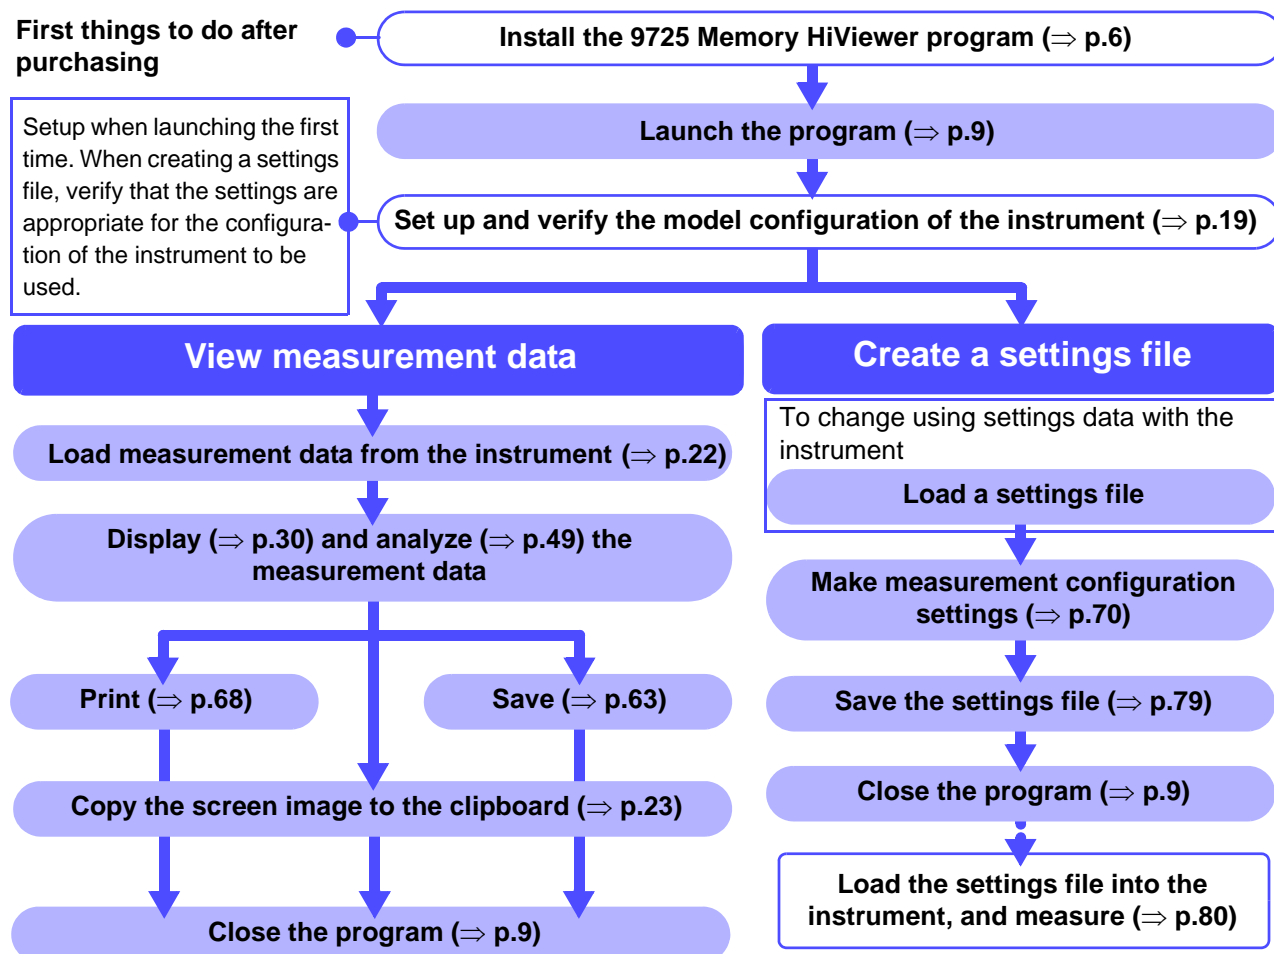 First things to do after
purchasing
Install the 9725 Memory HiViewer program (⇒ p.6)
Launch the program (⇒ p.9)
Setup when launching the first
time. When creating a settings
file, verify that the settings are
appropriate for the configura-
tion of the instrument to be
used.
Set up and verify the model configuration of the instrument (⇒ p.19)
View measurement data
Load measurement data from the instrument (⇒ p.22)
Display (⇒ p.30) and analyze (⇒ p.49) the
measurement data
Print (⇒ p.68)
Save (⇒ p.63)
Copy the screen image to the clipboard (⇒ p.23)
Close the program (⇒ p.9)
Create a settings file
To change using settings data with the
instrument
Load a settings file
Make measurement configuration
settings (⇒ p.70)
Save the settings file (⇒ p.79)
Close the program (⇒ p.9)
Load the settings file into the
instrument, and measure (⇒ p.80)